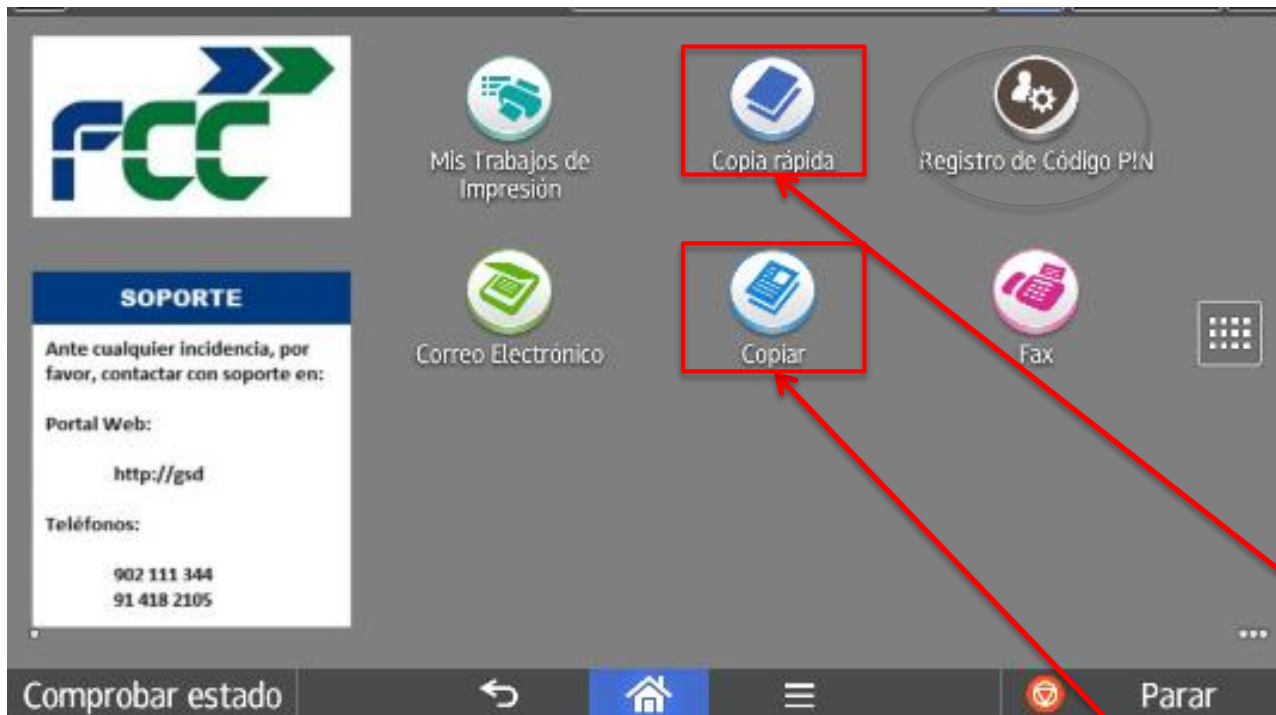 FCC
Mis Trabajos de
Impresión
Copia rápida
Registro de Código PIN
SOPORTE
Ante cualquier incidencia, por
favor, contactar con soporte en:
Portal Web:
http://gsd
Teléfonos:
902 111 344
91 418 2105
Correo Electrónico
Copiar
Fax
Comprobar estado
Parar